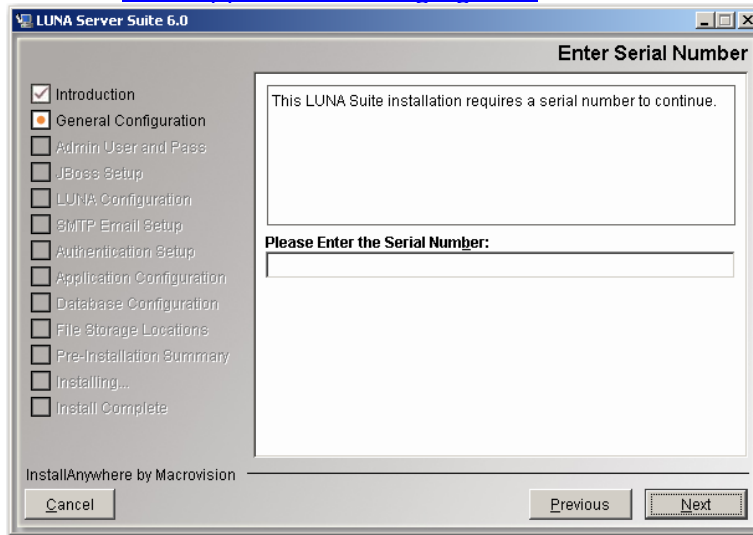 LUNA Server Suite 6.0
Enter Serial Number
Introduction
General Configuration
Admin User and Pass
JBoss Setup
LUNA Configuration
SMTP Email Setup
Authentication Setup
Application Configuration
Database Configuration
File Storage Locations
Pre-Installation Summary
Installing...
Install Complete
This LUNA Suite installation requires a serial number to continue.
Please Enter the Serial Number:
InstallAnywhere by Macrovision
Cancel
Previous
Next